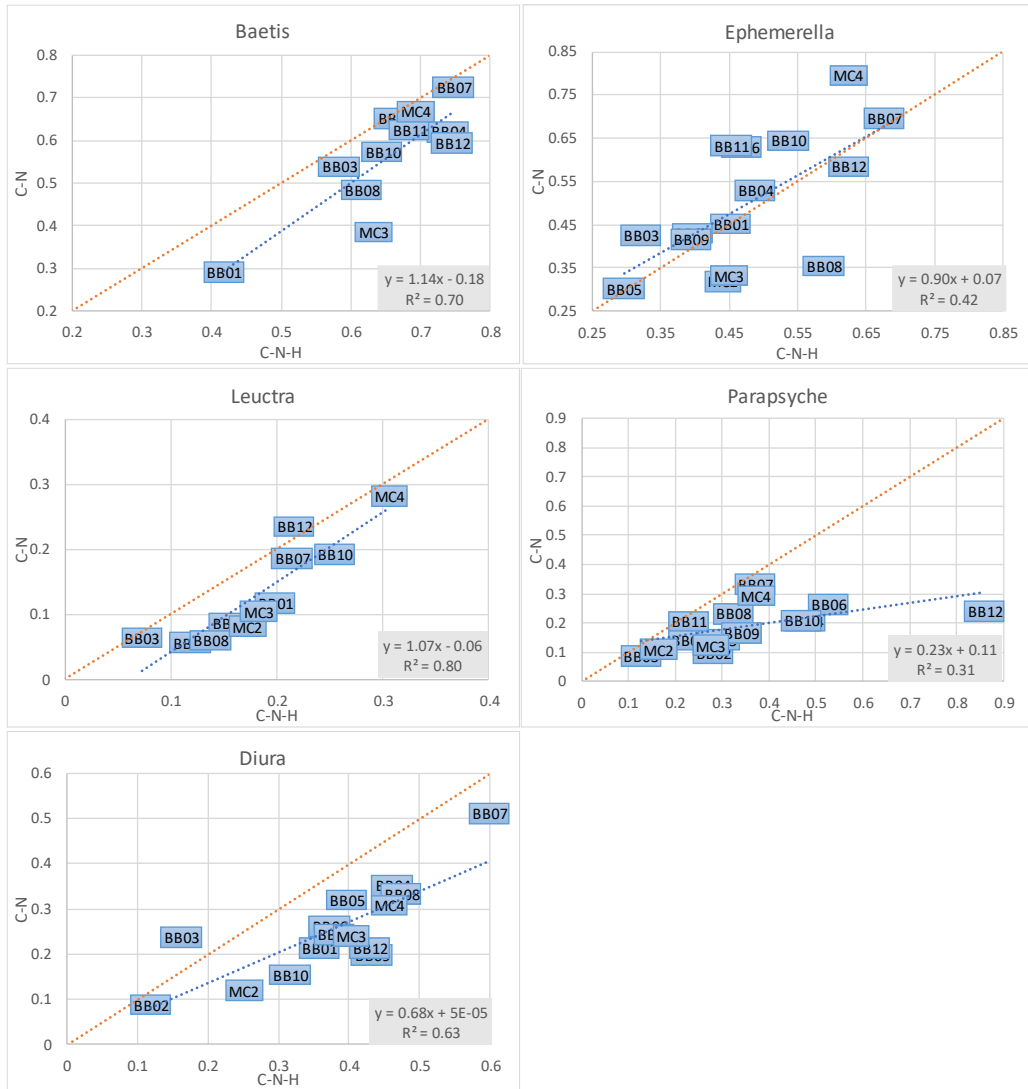 Baetis
0.8
0.7
0.6
0.5
0.4
0.3
0.2
C-N
BB07
MC4
BB11
BB04
BB12
BB10
BB03
BB08
MC3
BB01
y = 1.14x - 0.18
R² = 0.70
0.2 0.3 0.4 0.5 0.6 0.7 0.8
C-N-H
Ephemerella
0.85
0.75
0.65
0.55
0.45
0.35
0.25
C-N
MC4
BB07
BB10
BB11
BB12
BB04
BB01
BB03
BB09
BB08
MC3
BB05
y = 0.90x + 0.07
R² = 0.42
0.25 0.35 0.45 0.55 0.65 0.75 0.85
C-N-H
Leuctra
0.4
0.3
0.2
0.1
0
C-N
MC4
BB12
BB10
BB07
BB01
MC3
MC2
BB03
BB08
y = 1.07x - 0.06
R² = 0.80
0 0.1 0.2 0.3 0.4
C-N-H
Parapsyche
0.9
0.8
0.7
0.6
0.5
0.4
0.3
0.2
0.1
0
C-N
BB07
MC4
BB06
BB12
BB08
BB11
BB10
BB09
MC3
MC2
BB02
y = 0.23x + 0.11
R² = 0.31
0 0.1 0.2 0.3 0.4 0.5 0.6 0.7 0.8 0.9
C-N-H
Diura
0.6
0.5
0.4
0.3
0.2
0.1
0
C-N
BB07
BB04
BB08
BB05
MC4
BB03
MC3
BB01
BB12
BB10
MC2
BB02
y = 0.68x + 5E-05
R² = 0.63
0 0.1 0.2 0.3 0.4 0.5 0.6
C-N-H